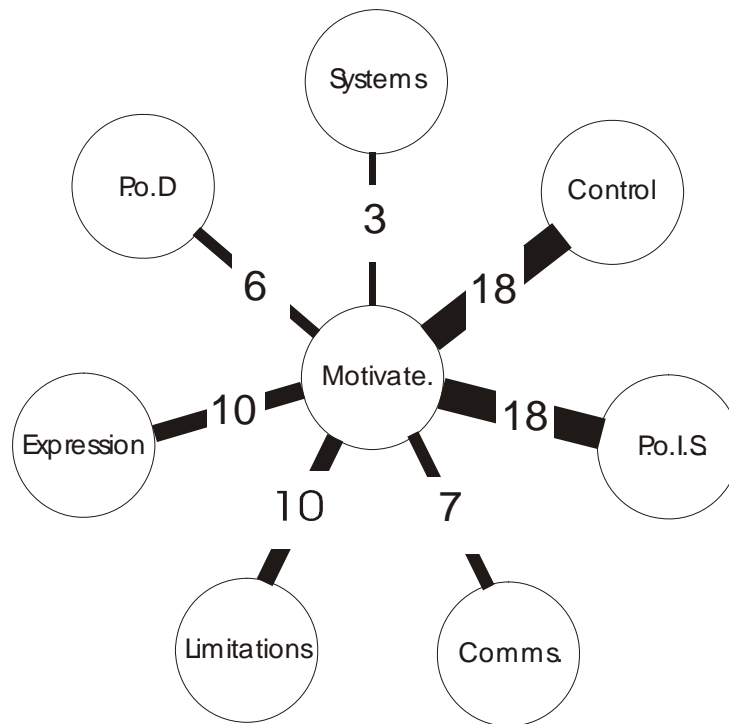 Systems
P.o.D
Control
3
6
18
Motivate.
10
18
Expression
P.o.I.S.
10
7
Limitations
Comms.